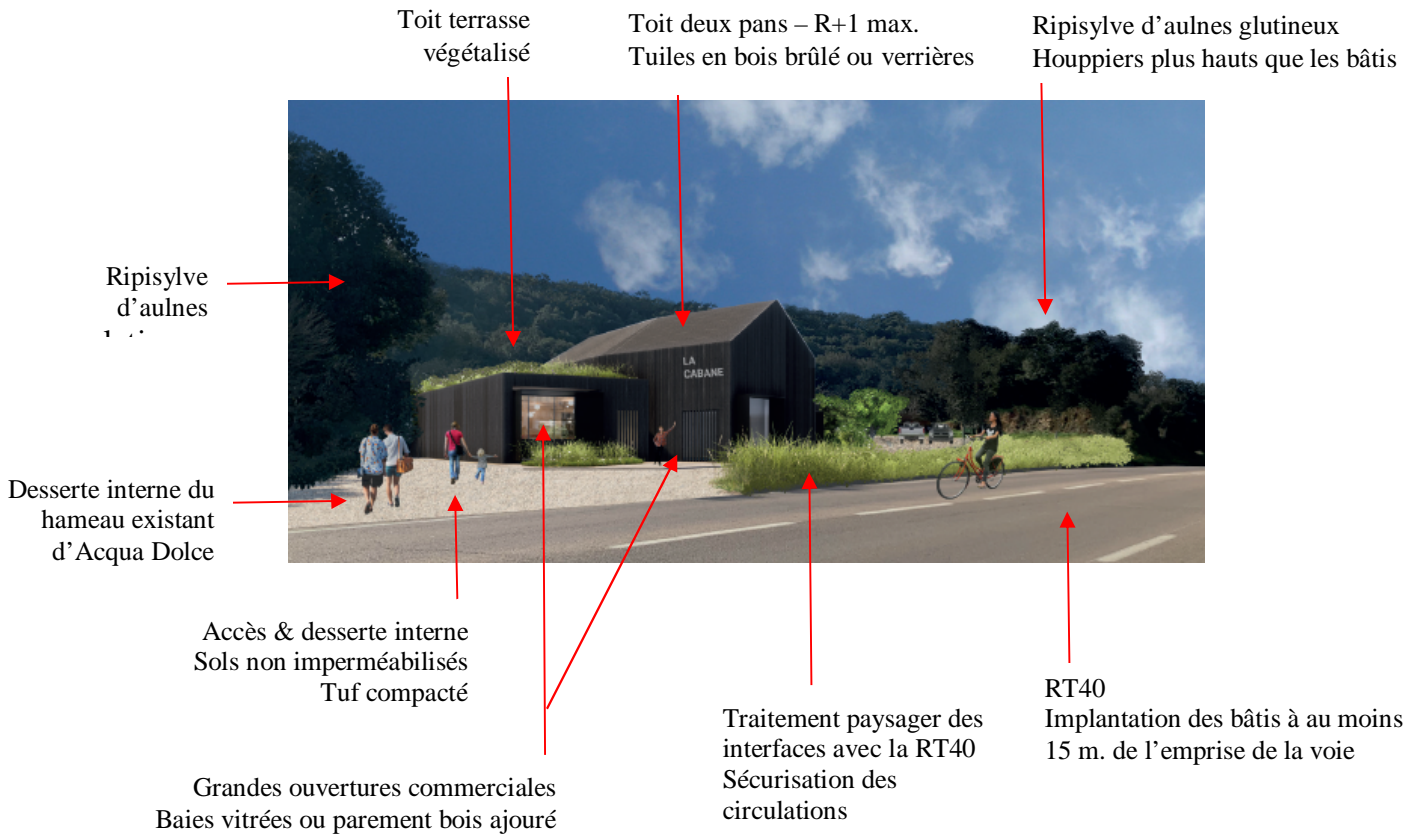 Toit terrasse
végétalisé
Toit deux pans – R+1 max.
Tuiles en bois brûlé ou verrières
Ripisylve d’aulnes glutineux
Houppiers plus hauts que les bâtis
Ripisylve
d’aulnes
LA
CABANE
Desserte interne du
hameau existant
d’Acqua Dolce
Accès & desserte interne
Sols non imperméabilisés
Tuf compacté
Grandes ouvertures commerciales
Baies vitrées ou parement bois ajouré
Traitement paysager des
interfaces avec la RT40
Sécurisation des
circulations
RT40
Implantation des bâtis à au moins
15 m. de l’emprise de la voie